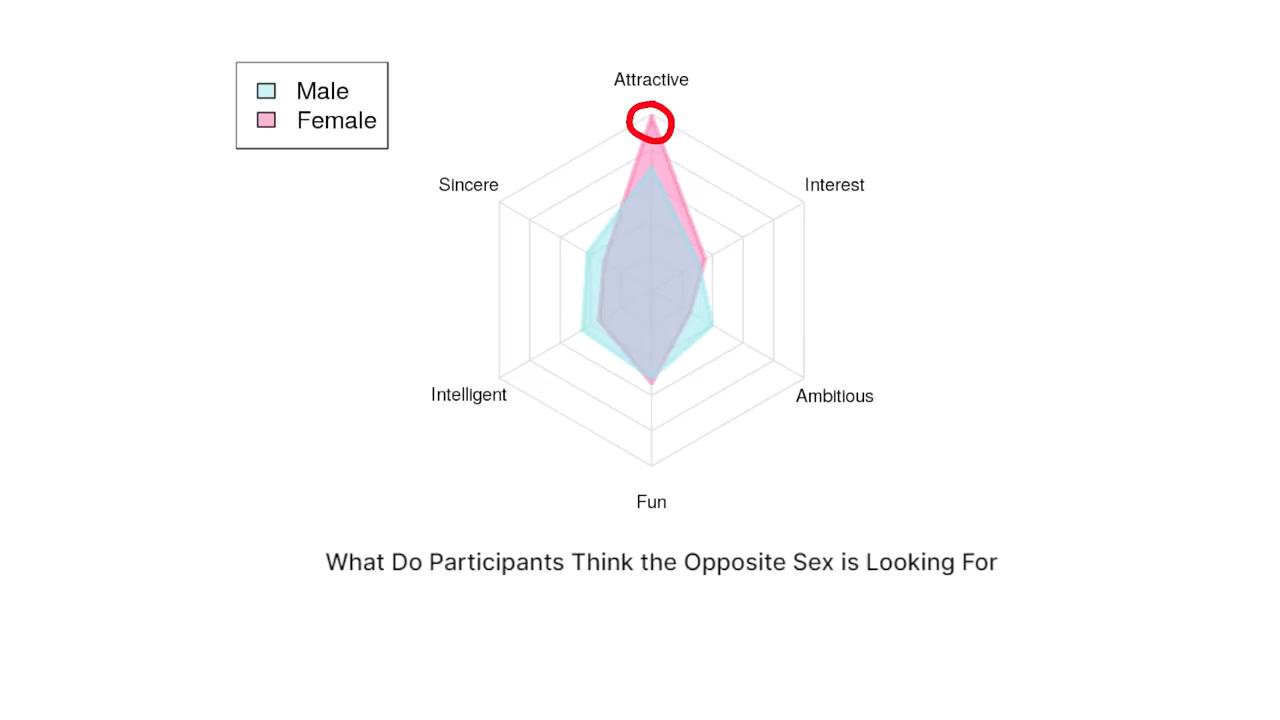 Male
Female
Attractive
Sincere
Interest
Intelligent
Ambitious
Fun
What Do Participants Think the Opposite Sex is Looking For